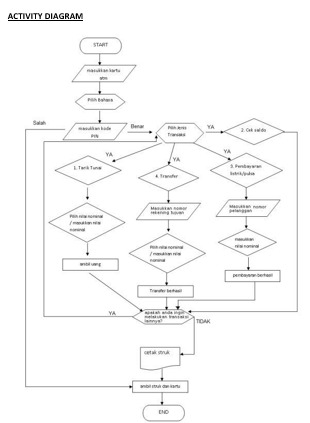 ACTIVITY DIAGRAM
START
masukkan kartu
atm
Pilih Bahasa
Salah
masukkan kode
PIN
Benar
Pilih Jenis
Transaksi
YA
2. Cek saldo
YA
YA
YA
1. Tarik Tunai
4. Transfer
3. Pembayaran
listrik/pulsa
Masukkan nomor
rekening tujuan
Masukkan nomor
pelanggan
Pilih nilai nominal
/ masukkan nilai
nominal
Pilih nilai nominal
/ masukkan nilai
nominal
masukkan
nilai nominal
ambil uang
Transfer berhasil
pembayaran berhasil
YA
apakah anda ingin
melakukan transaksi
lainnya?
TIDAK
cetak struk
ambil struk dan kartu
END